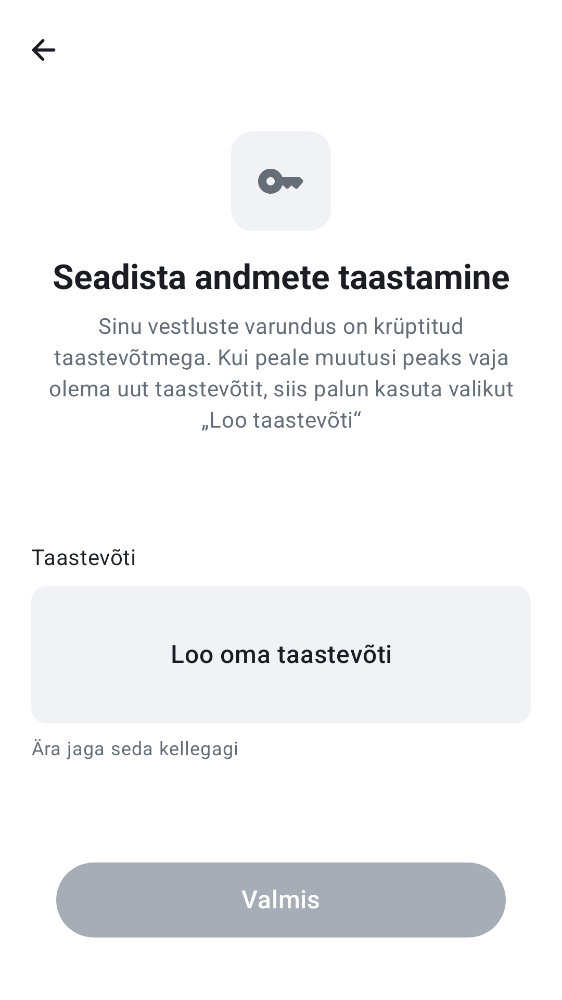 Seadista andmete taastamine
Sinu vestluste varundus on krüptitud
taastevõtmega. Kui peale muutusi peaks vaja
olema uut taastevõtit, siis palun kasuta valikut
„Loo taastevõti“
Taastevõti
Loo oma taastevõti
Ära jaga seda kellegagi
Valmis